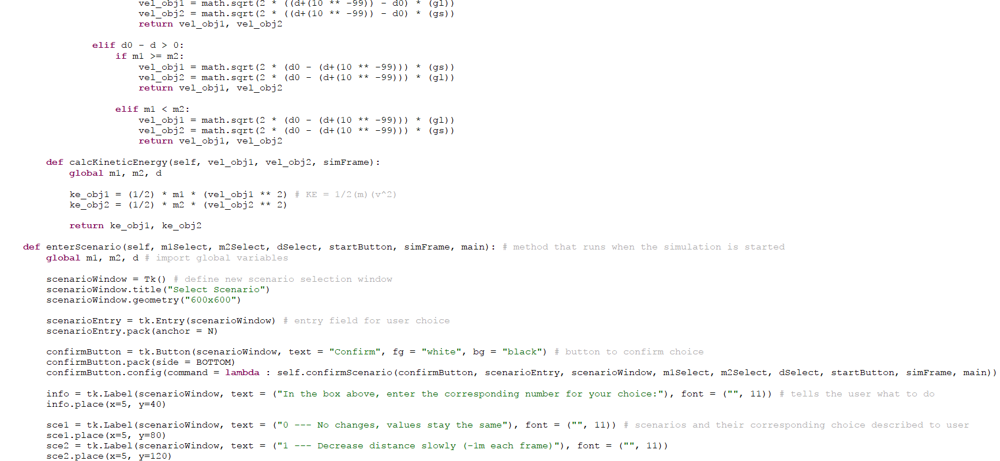 vel_obj1 = math.sqrt(2 * ((d+(10 ** -99)) - d0) * (gl))
vel_obj2 = math.sqrt(2 * ((d+(10 ** -99)) - d0) * (gs))
return vel_obj1, vel_obj2
elif d0 - d > 0:
if m1 >= m2:
vel_obj1 = math.sqrt(2 * (d0 - (d+(10 ** -99))) * (gs))
vel_obj2 = math.sqrt(2 * (d0 - (d+(10 ** -99))) * (gl))
return vel_obj1, vel_obj2
elif m1 < m2:
vel_obj1 = math.sqrt(2 * (d0 - (d+(10 ** -99))) * (gl))
vel_obj2 = math.sqrt(2 * (d0 - (d+(10 ** -99))) * (gs))
return vel_obj1, vel_obj2
def calcKineticEnergy(self, vel_obj1, vel_obj2, simFrame):
global m1, m2, d
ke_obj1 = (1/2) * m1 * (vel_obj1 ** 2) # KE = 1/2(m)(v^2)
ke_obj2 = (1/2) * m2 * (vel_obj2 ** 2)
return ke_obj1, ke_obj2
def enterScenario(self, m1Select, m2Select, dSelect, startButton, simFrame, main): # method that runs when the simulation is started
global m1, m2, d # import global variables
scenarioWindow = Tk() # define new scenario selection window
scenarioWindow.title("Select Scenario")
scenarioWindow.geometry("600x600")
scenarioEntry = tk.Entry(scenarioWindow) # entry field for user choice
scenarioEntry.pack(anchor = N)
confirmButton = tk.Button(scenarioWindow, text = "Confirm", fg = "white", bg = "black") # button to confirm choice
confirmButton.pack(side = BOTTOM)
confirmButton.config(command = lambda : self.confirmScenario(confirmButton, scenarioEntry, scenarioWindow, m1Select, m2Select, dSelect, startButton, simFrame, main))
info = tk.Label(scenarioWindow, text = ("In the box above, enter the corresponding number for your choice:"), font = ("", 11)) # tells the user what to do
info.place(x=5, y=40)
sce1 = tk.Label(scenarioWindow, text = ("0 --- No changes, values stay the same"), font = ("", 11)) # scenarios and their corresponding choice described to user
sce1.place(x=5, y=80)
sce2 = tk.Label(scenarioWindow, text = ("1 --- Decrease distance slowly (-1m each frame)"), font = ("", 11))
sce2.place(x=5, y=120)